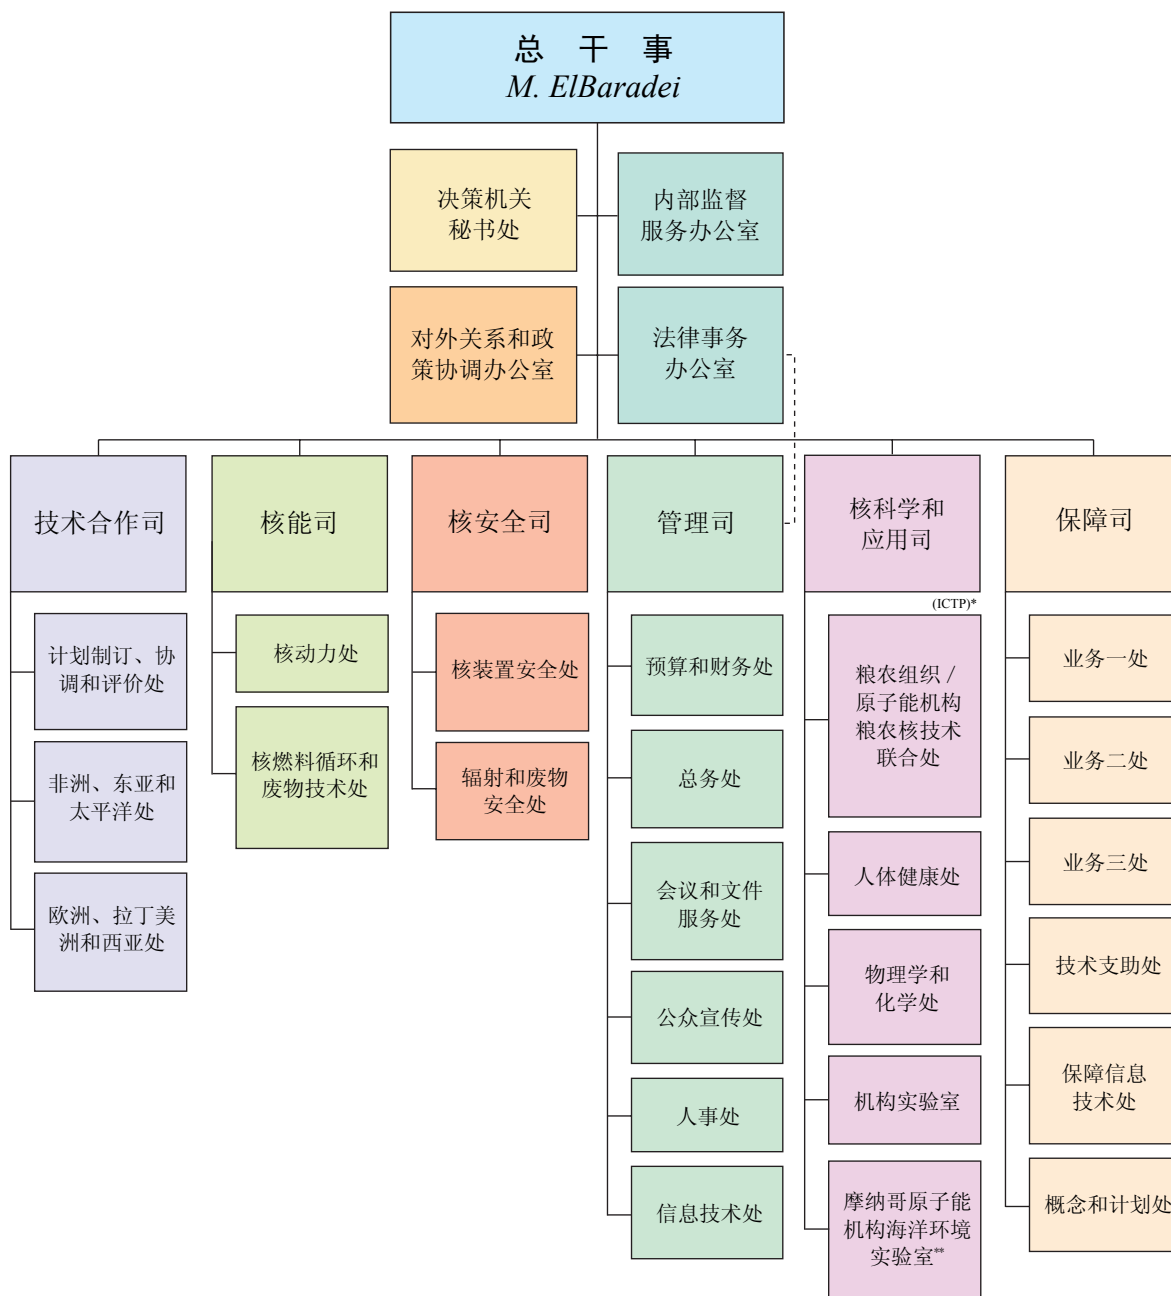 总 干 事
M. ElBaradei
决策机关
秘书处
内部监督
服务办公室
对外关系和政
策协调办公室
法律事务
办公室
技术合作司
核能司
核安全司
管理司
核科学和
应用司
保障司
(ICTP)*
计划制订、协
调和评价处
非洲、东亚和
太平洋处
欧洲、拉丁美
洲和西亚处
核动力处
核燃料循环和
废物技术处
核装置安全处
辐射和废物
安全处
预算和财务处
总务处
会议和文件
服务处
公众宣传处
人事处
信息技术处
粮农组织／
原子能机构
粮农核技术
联合处
人体健康处
物理学和
化学处
机构实验室
摩纳哥原子能
机构海洋环境
实验室**
业务一处
业务二处
业务三处
技术支助处
保障信息
技术处
概念和计划处